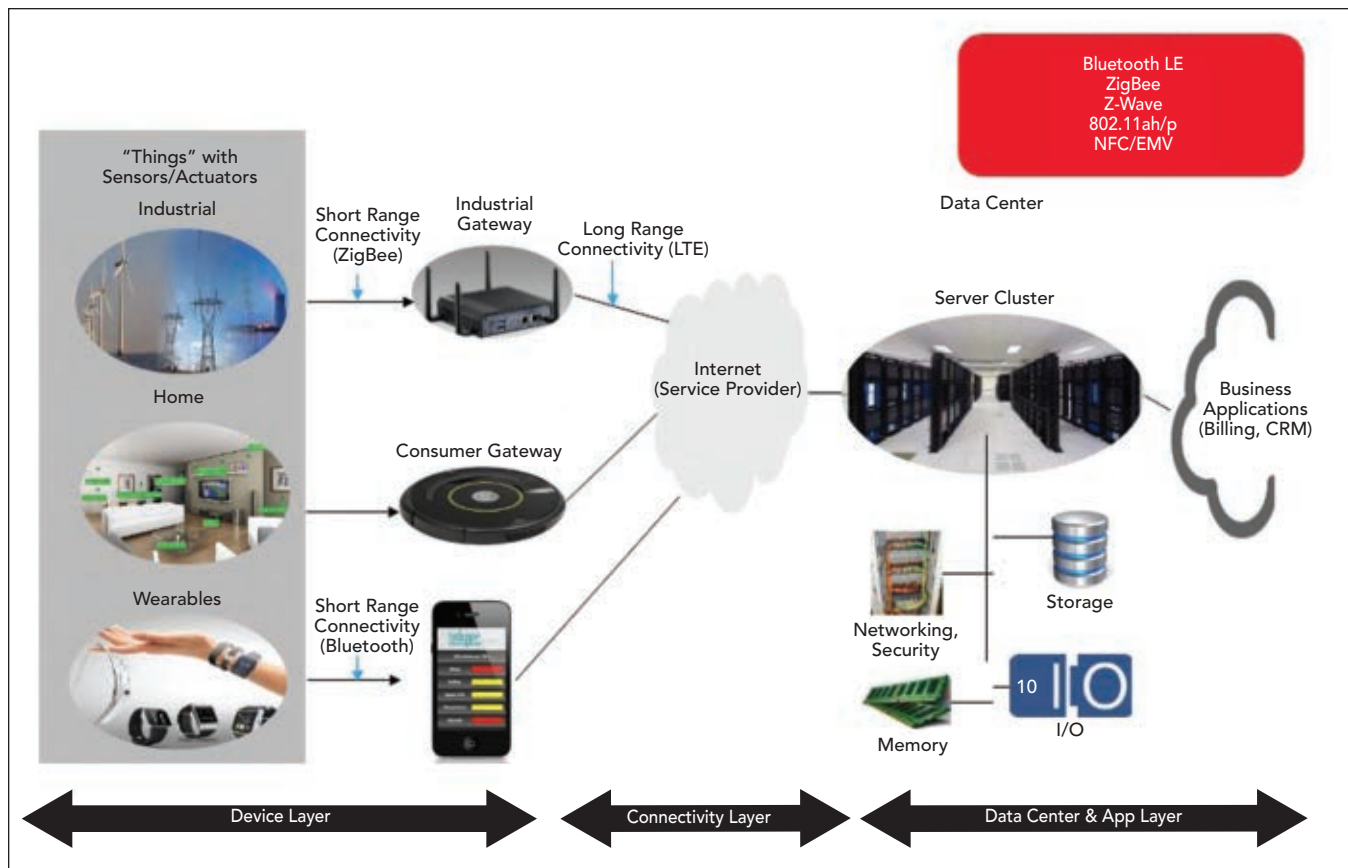 Bluetooth LE
ZigBee
Z-Wave
802.11ah/p
NFC/EMV
Data Center
“Things” with
Sensors/Actuators
Industrial
Short Range
Connectivity
(ZigBee)
Industrial
Gateway
Long Range
Connectivity (LTE)
Server Cluster
Internet
(Service Provider)
Business
Applications
(Billing, CRM)
Home
Consumer Gateway
Wearables
Short Range
Connectivity
(Bluetooth)
Networking,
Security
Storage
Memory
10
I/O
Device Layer
Connectivity Layer
Data Center & App Layer